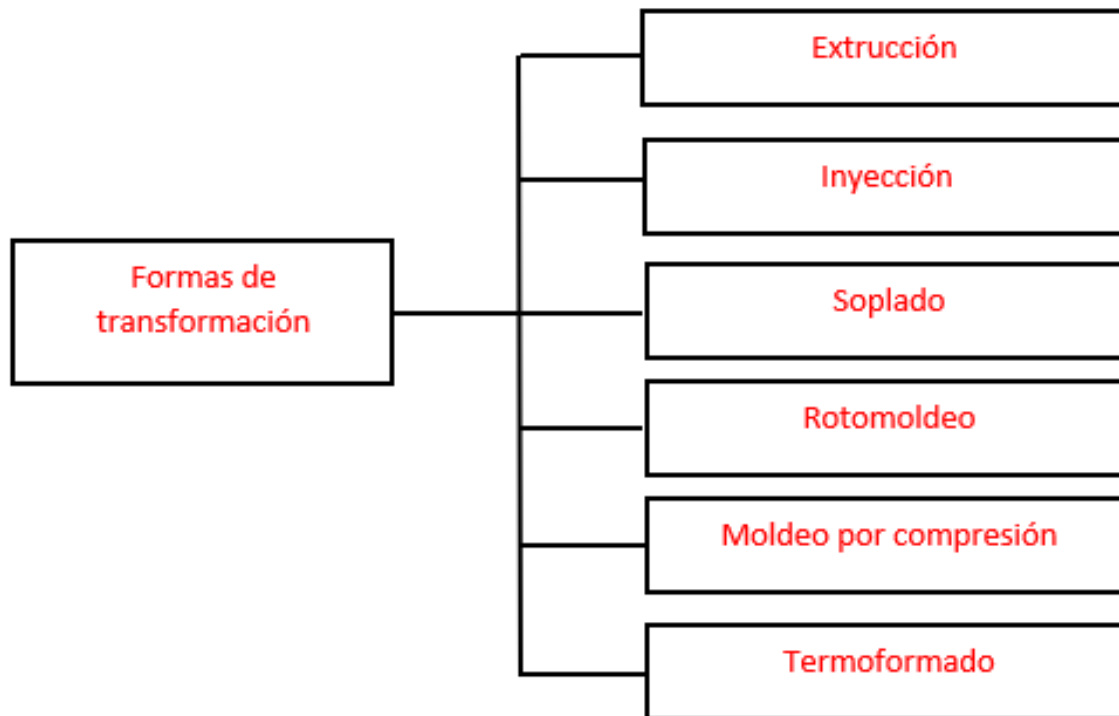 Extrucción
Inyección
Formas de
transformación
Soplado
Rotomoldeo
Moldeo por compresión
Termoformado